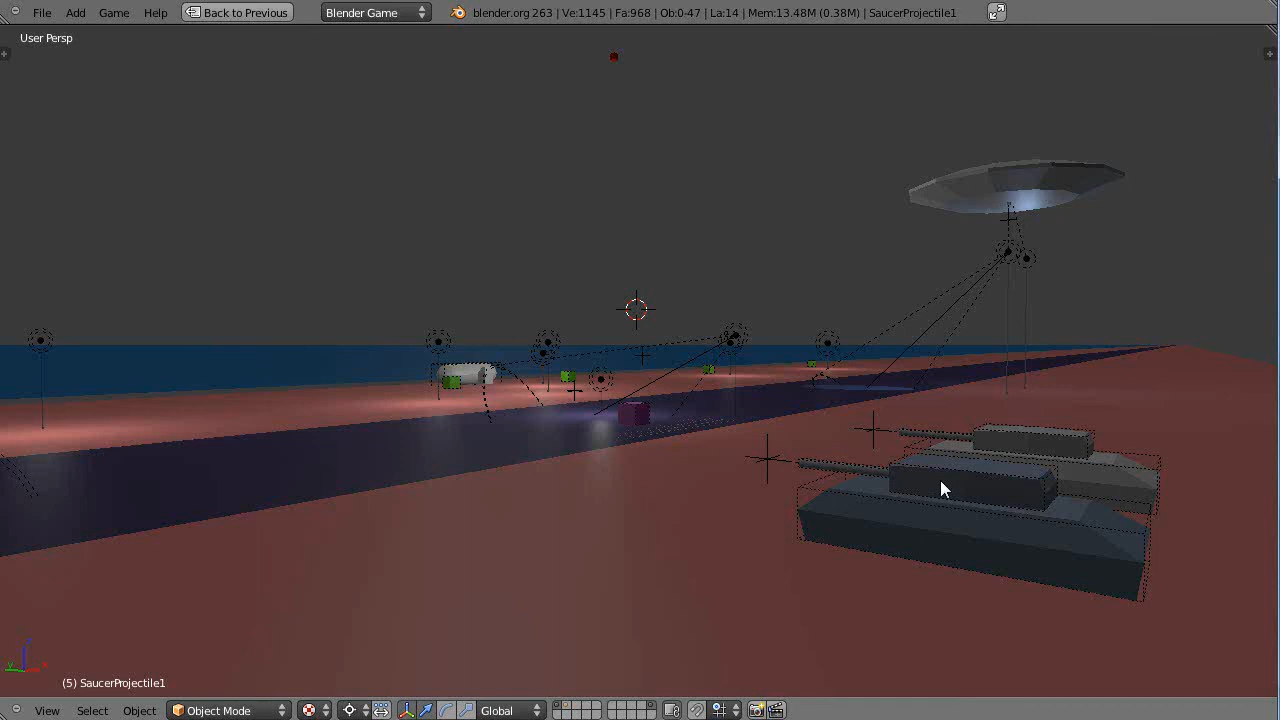 File Add Game Help Back to Previous Blender Game blender.org 263 | Ve:1145 | Fa:968 | Ob:0-47 | La:14 | Mem:13.48M (0.38M) | SaucerProjectile1
User Persp
(5) SaucerProjectile1
View Select Object Object Mode Global